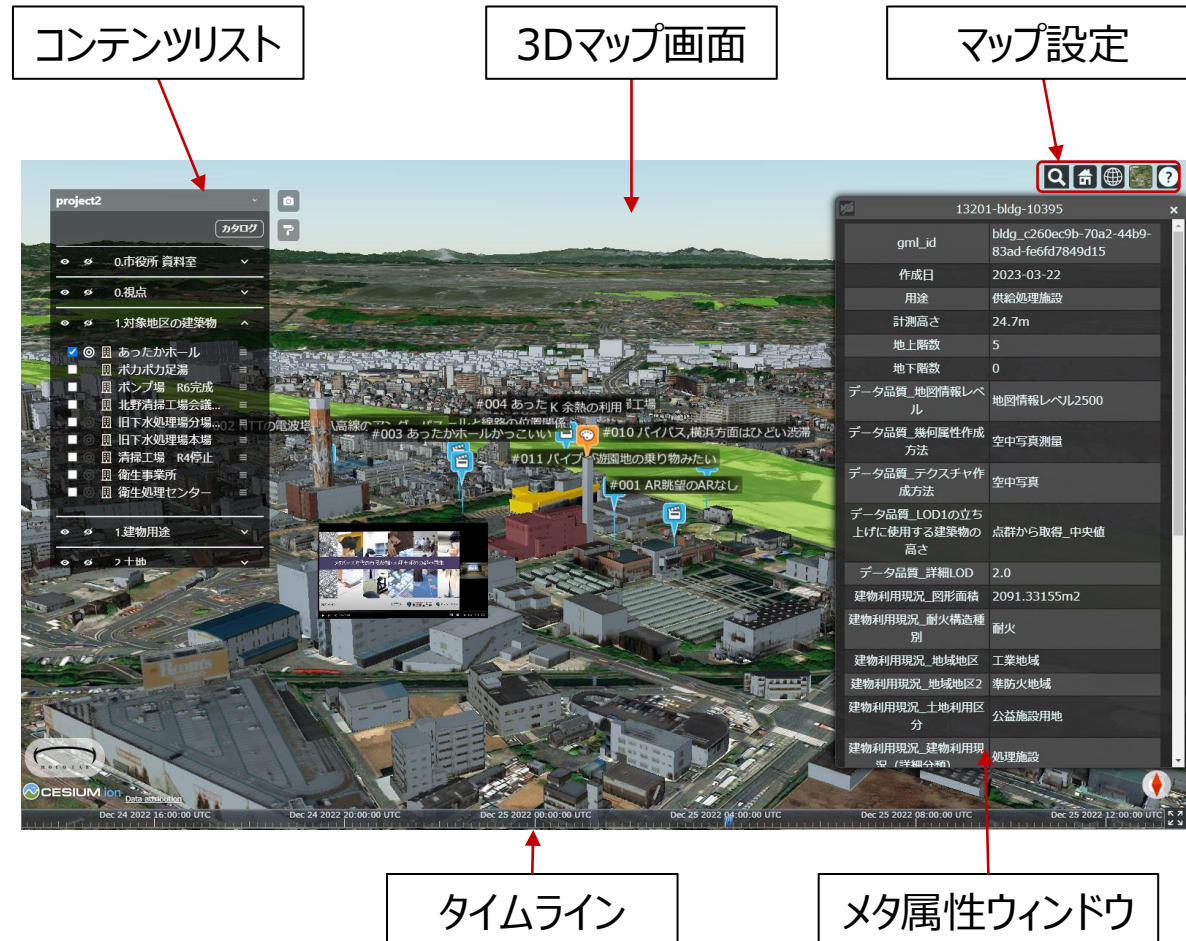 コンテンツリスト
3Dマップ画面
マップ設定
project2
カタログ
0.市役所 資料室
0.視点
1.対象地区の建築物
あったかホール
ポカポカ足湯
ポンプ場 R6完成
北野清掃工場会議...
旧下水処理場分場...
旧下水処理場本場
清掃工場 R4停止
衛生事業所
衛生処理センター
1.建物用途
2.土地
#004 あった
K 余熱の利用
#003 あったかホールかっこいい
#010 バイパス,横浜方面はひどい渋滞
#011 パイプが遊園地の乗り物みたい
#001 AR眺望のARなし
13201-bldg-10395
gml_id
bldg_c260ec9b-70a2-44b9-
83ad-fe6fd7849d15
作成日 2023-03-22
用途 供給処理施設
計測高さ 24.7m
地上階数 5
地下階数 0
データ品質_地図情報レベ
ル
地図情報レベル2500
データ品質_幾何属性作成
方法
空中写真測量
データ品質_テクスチャ作
成方法
空中写真
データ品質_LOD1の立ち
上げに使用する建築物の
高さ
点群から取得_中央値
データ品質_詳細LOD 2.0
建物利用現況_図形面積 2091.33155m2
建物利用現況_耐火構造種
別
耐火
建物利用現況_地域地区 工業地域
建物利用現況_地域地区2 準防火地域
建物利用現況_土地利用区
分
公益施設用地
建物利用現況_建物利用現
況（詳細分類）
処理施設
CESIUM ion
Data attribution
Dec 24 2022 16:00:00 UTC
Dec 24 2022 20:00:00 UTC
Dec 25 2022 00:00:00 UTC
Dec 25 2022 04:00:00 UTC
Dec 25 2022 08:00:00 UTC
Dec 25 2022 12:00:00 UTC
タイムライン
メタ属性ウィンドウ